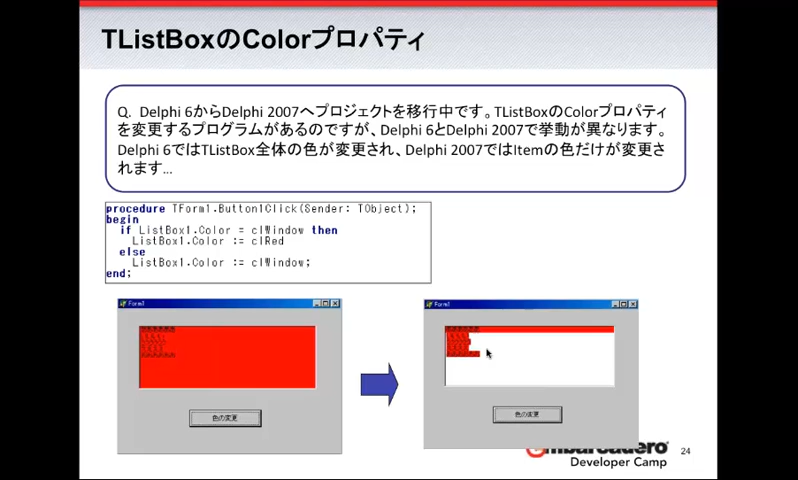 TListBoxのColorプロパティ
Q. Delphi 6からDelphi 2007へプロジェクトを移行中です。TListBoxのColorプロパティ
を変更するプログラムがあるのですが、Delphi 6とDelphi 2007で挙動が異なります。
Delphi 6ではTListBox全体の色が変更され、Delphi 2007ではItemの色だけが変更さ
れます...
procedure TForm1.Button1Click(Sender: TObject);
begin
if ListBox1.Color = clWindow then
ListBox1.Color := clRed
else
ListBox1.Color := clWindow;
end;
Form1
Form1
色の変更
色の変更
embarcadero
24
Developer Camp